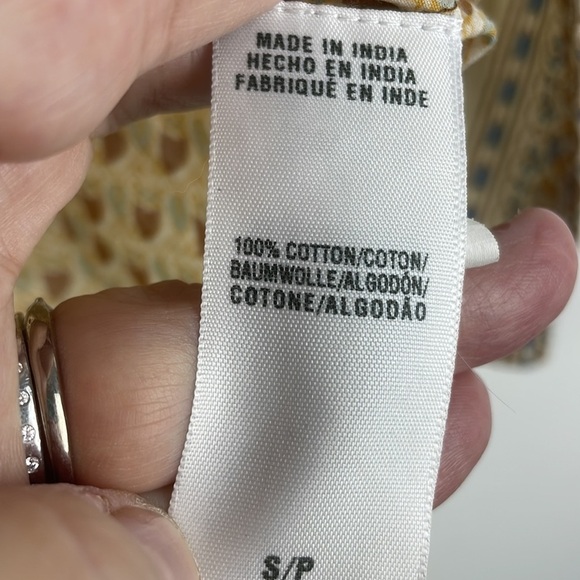 MADE IN INDIA
HECHO EN INDIA
FABRIQUÉ EN INDE
100% COTTON/COTON/
BAUMWOLLE/ALGODÓN/
COTONE/ALGODÃO
S/P